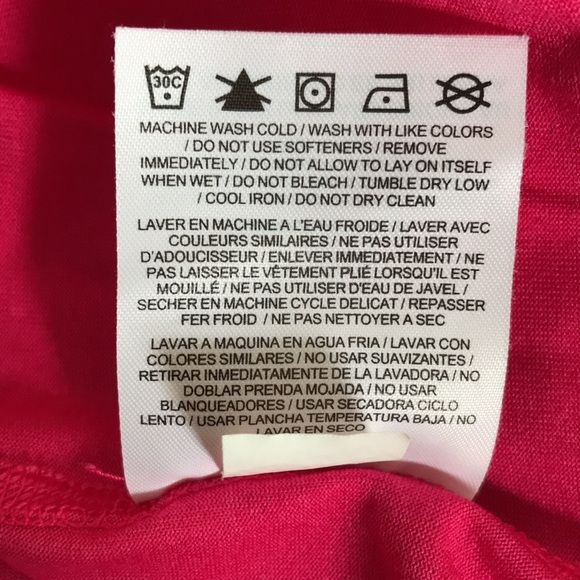 30C
MACHINE WASH COLD / WASH WITH LIKE COLORS
/ DO NOT USE SOFTENERS / REMOVE
IMMEDIATELY / DO NOT ALLOW TO LAY ON ITSELF
WHEN WET / DO NOT BLEACH / TUMBLE DRY LOW
/ COOL IRON / DO NOT DRY CLEAN
LAVER EN MACHINE A L'EAU FROIDE / LAVER AVEC
COULEURS SIMILAIRES / NE PAS UTILISER
D'ADOUCISSEUR / ENLEVER IMMEDIATEMENT / NE
PAS LAISSER LE VÊTEMENT PLIÉ LORSQU'IL EST
MOUILLÉ / NE PAS UTILISER D'EAU DE JAVEL /
SECHER EN MACHINE CYCLE DELICAT / REPASSER
FER FROID / NE PAS NETTOYER A SEC
LAVAR A MAQUINA EN AGUA FRIA / LAVAR CON
COLORES SIMILARES / NO USAR SUAVIZANTES /
RETIRAR INMEDIATAMENTE DE LA LAVADORA / NO
DOBLAR PRENDA MOJADA / NO USAR
BLANQUEADORES / USAR SECADORA CICLO
LENTO / USAR PLANCHA TEMPERATURA BAJA / NO
LAVAR EN SECO